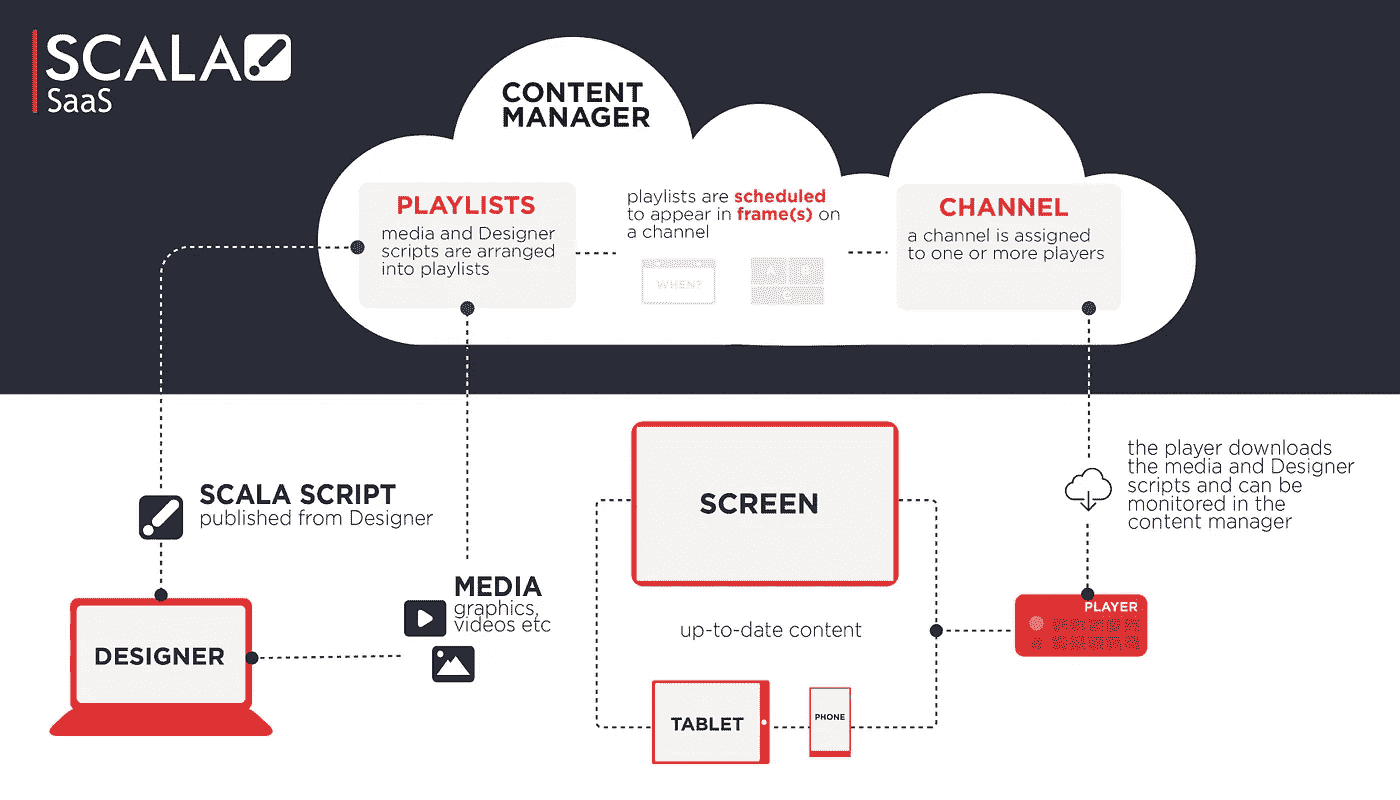 SCALA
SaaS
CONTENT
MANAGER
PLAYLISTS
media and Designer
scripts are arranged
into playlists
playlists are scheduled
to appear in frame(s) on
a channel
WHEN?
A B
C
CHANNEL
a channel is assigned
to one or more players
SCALA SCRIPT
published from Designer
DESIGNER
MEDIA
graphics,
videos etc
SCREEN
up-to-date content
TABLET
PHONE
the player downloads
the media and Designer
scripts and can be
monitored in the
content manager
PLAYER